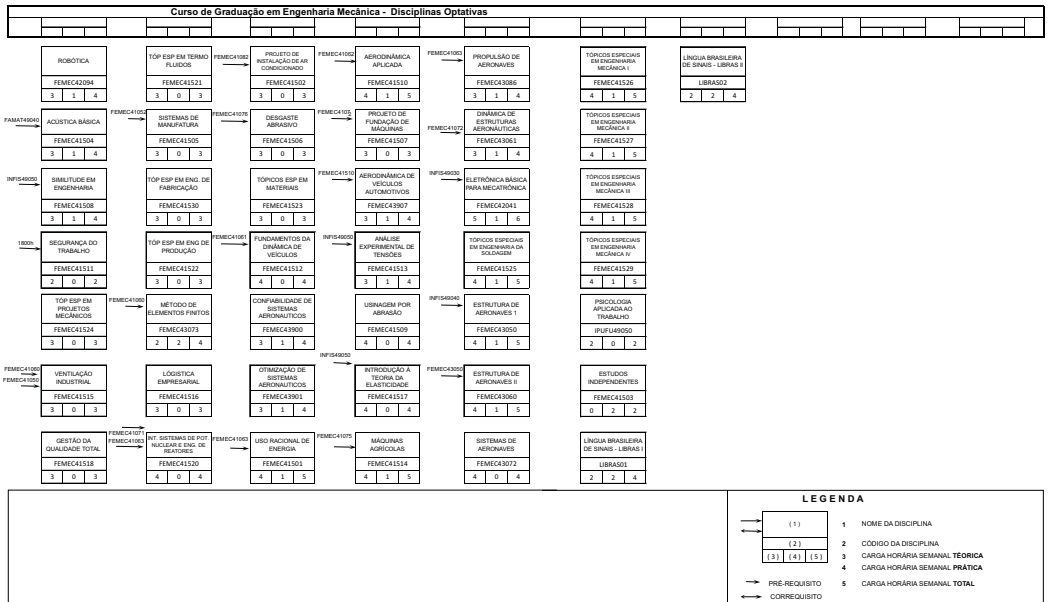 Curso de Graduação em Engenharia Mecânica - Disciplinas Optativas
ROBÓTICA
FEMEC42094
3 1 4
TÓP ESP EM TERMO
FLUIDOS
FEMEC41521
3 0 3
FEMEC41082
PROJETO DE
INSTALAÇÃO DE AR
CONDICIONADO
FEMEC41502
3 0 3
FEMEC41062
AERODINÂMICA
APLICADA
FEMEC41510
4 1 5
FEMEC41063
PROPULSÃO DE
AERONAVES
FEMEC43086
3 1 4
TÓPICOS ESPECIAIS
EM ENGENHARIA
MECÂNICA I
FEMEC41526
4 1 5
LÍNGUA BRASILEIRA
DE SINAIS - LIBRAS II
LIBRAS02
2 2 4
FAMAT49040
ACÚSTICA BÁSICA
FEMEC41504
3 1 4
FEMEC41052
SISTEMAS DE
MANUFATURA
FEMEC41505
3 0 3
FEMEC41076
DESGASTE
ABRASIVO
FEMEC41506
3 0 3
PROJETO DE
FUNDAÇÃO DE
MÁQUINAS
FEMEC41507
3 0 3
FEMEC41072
DINÂMICA DE
ESTRUTURAS
AERONÁUTICAS
FEMEC43061
3 1 4
TÓPICOS ESPECIAIS
EM ENGENHARIA
MECÂNICA II
FEMEC41527
4 1 5
INFIS49050
SIMILITUDE EM
ENGENHARIA
FEMEC41508
3 1 4
TÓP ESP EM ENG. DE
FABRICAÇÃO
FEMEC41530
3 0 3
TÓPICOS ESP EM
MATERIAIS
FEMEC41523
3 0 3
FEMEC41510
AERODINÂMICA DE
VEÍCULOS
AUTOMOTIVOS
FEMEC43907
3 1 4
INFIS49030
ELETRÔNICA BÁSICA
PARA MECATRÔNICA
FEMEC42041
5 1 6
TÓPICOS ESPECIAIS
EM ENGENHARIA
MECÂNICA III
FEMEC41528
4 1 5
1800h
SEGURANÇA DO
TRABALHO
FEMEC41511
2 0 2
TÓP ESP EM ENG DE
PRODUÇÃO
FEMEC41522
3 0 3
FEMEC41061
FUNDAMENTOS DA
DINÂMICA DE
VEÍCULOS
FEMEC41512
4 0 4
INFIS49050
ANÁLISE
EXPERIMENTAL DE
TENSÕES
FEMEC41513
3 1 4
TÓPICOS ESPECIAIS
EM ENGENHARIA DA
SOLDAGEM
FEMEC41525
4 1 5
TÓPICOS ESPECIAIS
EM ENGENHARIA
MECÂNICA IV
FEMEC41529
4 1 5
TÓP ESP EM
PROJETOS
MECÂNICOS
FEMEC41524
3 0 3
FEMEC41060
MÉTODO DE
ELEMENTOS FINITOS
FEMEC43073
2 2 4
CONFIABILIDADE DE
SISTEMAS
AERONAUTICOS
FEMEC43900
3 1 4
USINAGEM POR
ABRASÃO
FEMEC41509
4 0 4
INFIS49040
ESTRUTURA DE
AERONAVES 1
FEMEC43050
4 1 5
PSICOLOGIA
APLICADA AO
TRABALHO
IPUFU49050
2 0 2
FEMEC41060
FEMEC41050
VENTILAÇÃO
INDUSTRIAL
FEMEC41515
3 0 3
LÓGISTICA
EMPRESARIAL
FEMEC41516
3 0 3
OTIMIZAÇÃO DE
SISTEMAS
AERONAUTICOS
FEMEC43901
3 1 4
INFIS49050
INTRODUÇÃO À
TEORIA DA
ELASTICIDADE
FEMEC41517
4 0 4
FEMEC43050
ESTRUTURA DE
AERONAVES II
FEMEC43060
4 1 5
ESTUDOS
INDEPENDENTES
FEMEC41503
0 2 2
GESTÃO DA
QUALIDADE TOTAL
FEMEC41518
3 0 3
FEMEC41071
FEMEC41063
INT. SISTEMAS DE POT.
NUCLEAR E ENG. DE
REATORES
FEMEC41520
4 0 4
FEMEC41063
USO RACIONAL DE
ENERGIA
FEMEC41501
4 1 5
FEMEC41075
MÁQUINAS
AGRÍCOLAS
FEMEC41514
4 1 5
SISTEMAS DE
AERONAVES
FEMEC43072
4 0 4
LÍNGUA BRASILEIRA
DE SINAIS - LIBRAS I
LIBRAS01
2 2 4
LEGENDA
( 1 )
( 2 )
( 3 ) ( 4 ) ( 5 )
1 NOME DA DISCIPLINA
2 CÓDIGO DA DISCIPLINA
3 CARGA HORÁRIA SEMANAL TÉORICA
4 CARGA HORÁRIA SEMANAL PRÁTICA
PRÉ-REQUISITO 5 CARGA HORÁRIA SEMANAL TOTAL
CORREQUISITO